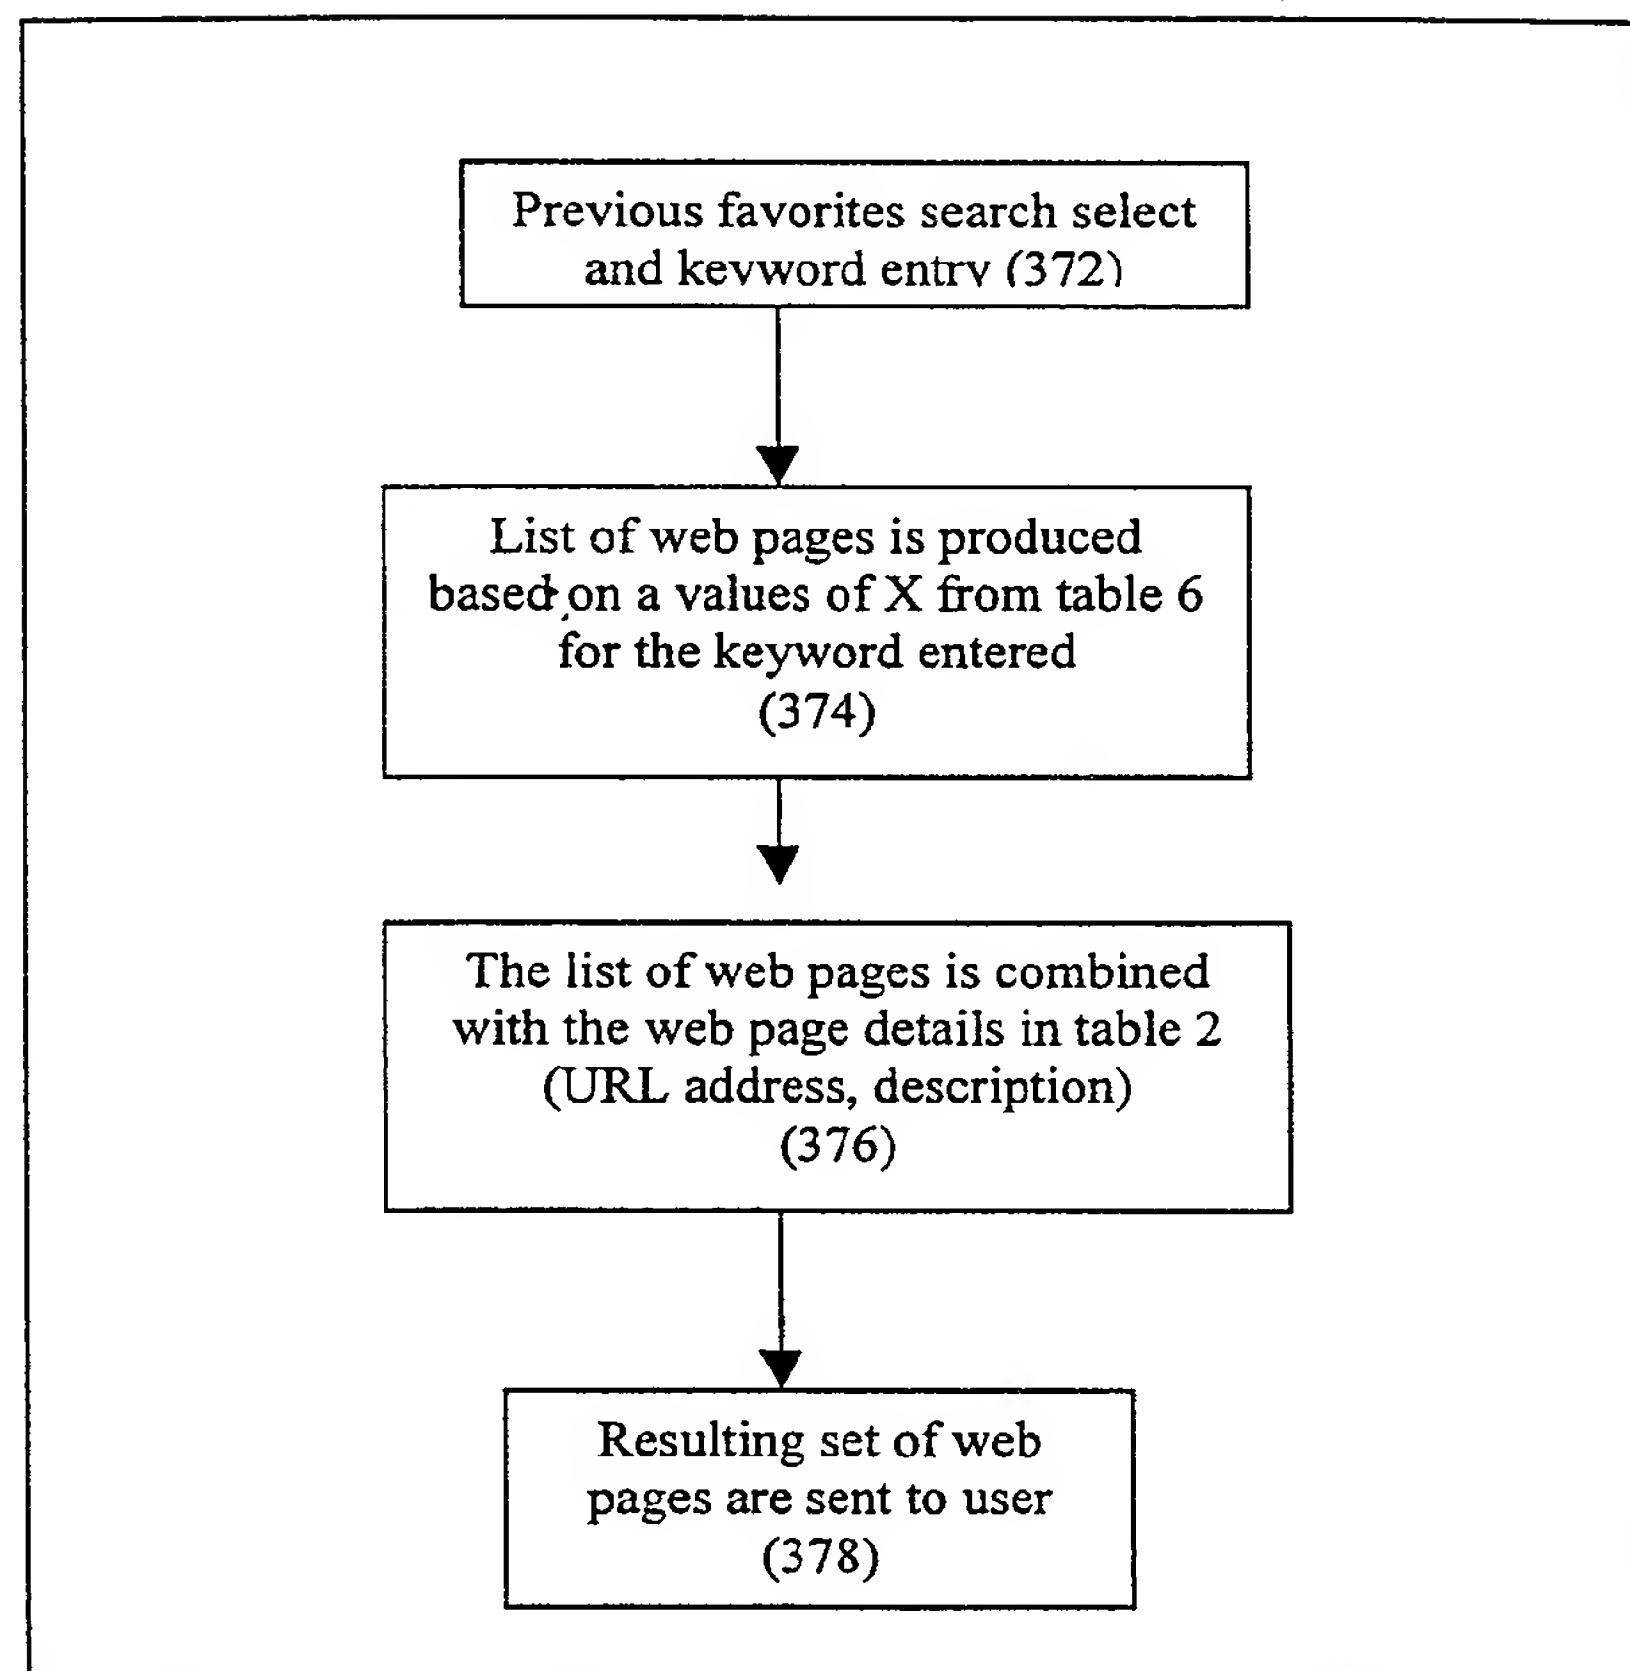 Previous favorites search select
and keyword entry (372)
List of web pages is produced
based on a values of X from table 6
for the keyword entered
(374)
The list of web pages is combined
with the web page details in table 2
(URL address, description)
(376)
Resulting set of web
pages are sent to user
(378)